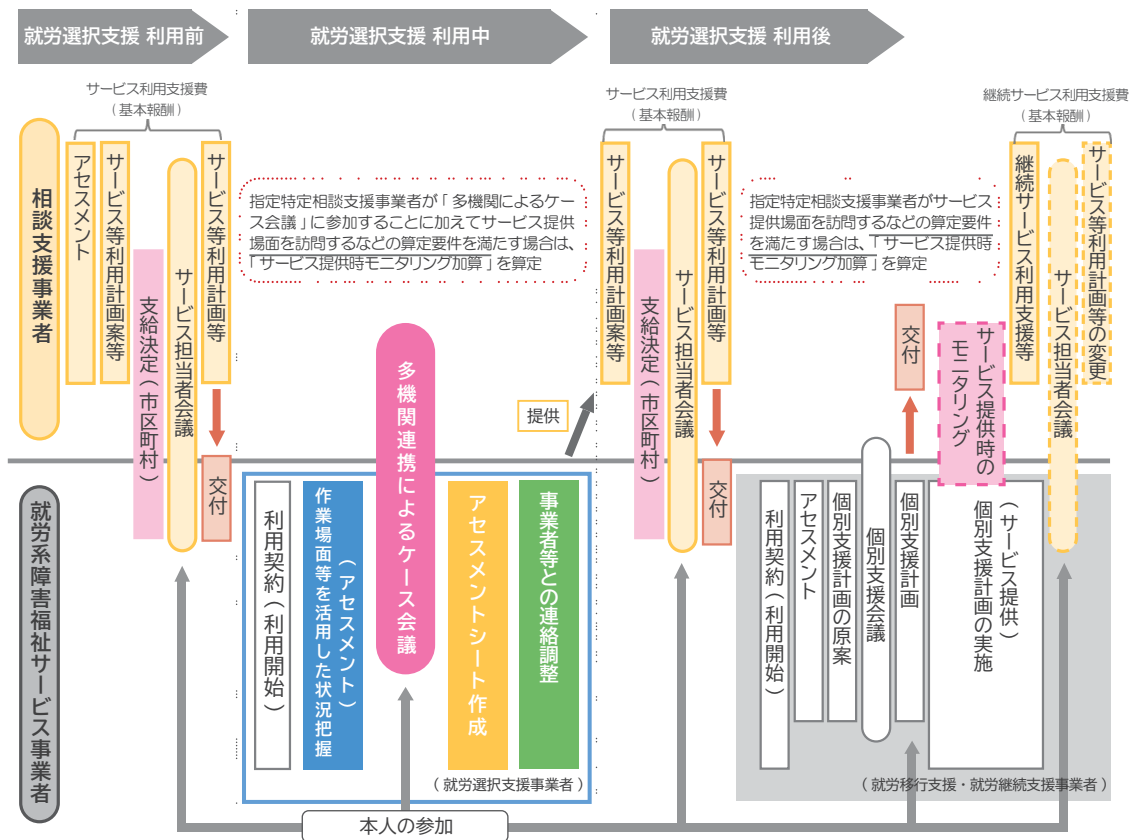 就労選択支援 利用前
就労選択支援 利用中
就労選択支援 利用後
サービス利用支援費
(基本報酬)
サービス利用支援費
(基本報酬)
継続サービス利用支援費
(基本報酬)
相談支援事業者
アセスメント
サービス等利用計画案等
支給決定(市区町村)
サービス担当者会議
サービス等利用計画等
交付
指定特定相談支援事業者が「多機関によるケー
ス会議」に参加することに加えてサービス提供
場面を訪問するなどの算定要件を満たす場合は、
「サービス提供時モニタリング加算」を算定
提供
サービス等利用計画案等
支給決定(市区町村)
サービス担当者会議
サービス等利用計画等
交付
指定特定相談支援事業者がサービス
提供場面を訪問するなどの算定要件
を満たす場合は、「サービス提供時
モニタリング加算」を算定
交付
サービス提供時の
モニタリング
継続サービス利用支援等
サービス担当者会議
サービス等利用計画等の変更
就労系障害福祉サービス事業者
利用契約(利用開始)
作業場面等を活用した状況把握
(アセスメント)
多機関連携によるケース会議
アセスメントシート作成
事業者等との連絡調整
(就労選択支援事業者)
利用契約(利用開始)
アセスメント
個別支援計画の原案
個別支援会議
個別支援計画
(サービス提供)
個別支援計画の実施
(就労移行支援・就労継続支援事業者)
本人の参加